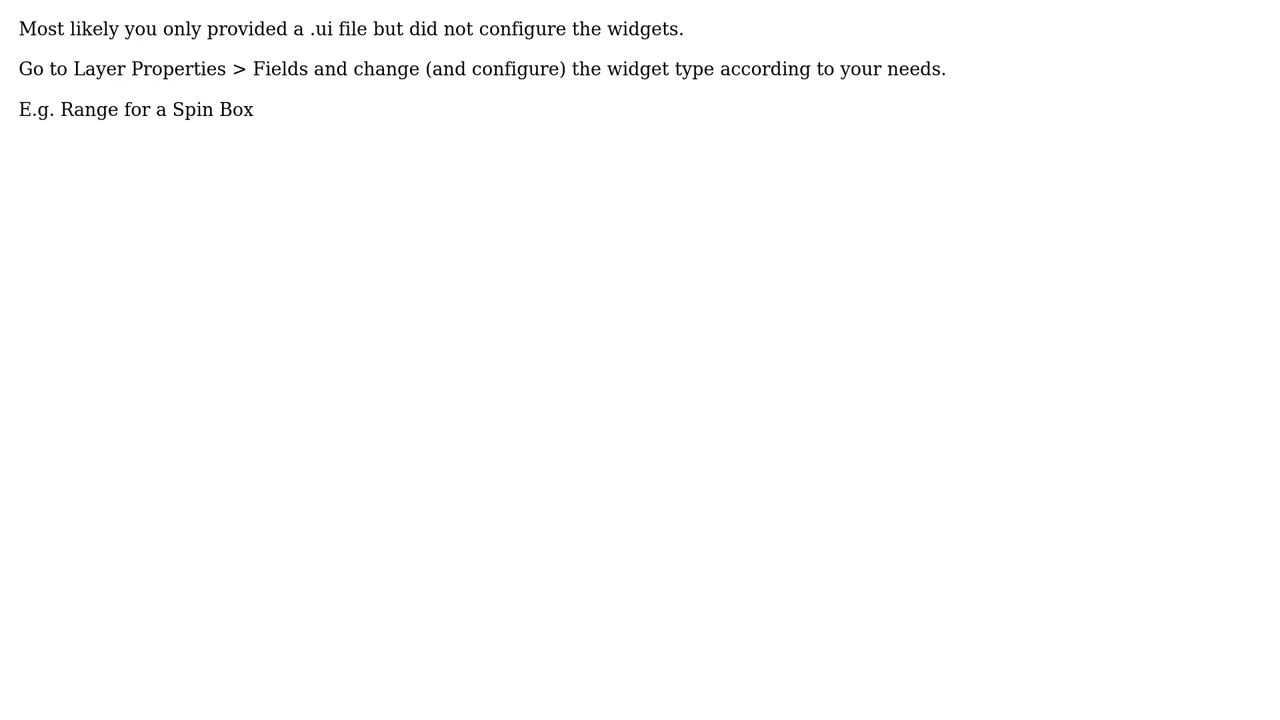 Most likely you only provided a .ui file but did not configure the widgets.
Go to Layer Properties > Fields and change (and configure) the widget type according to your needs.
E.g. Range for a Spin Box